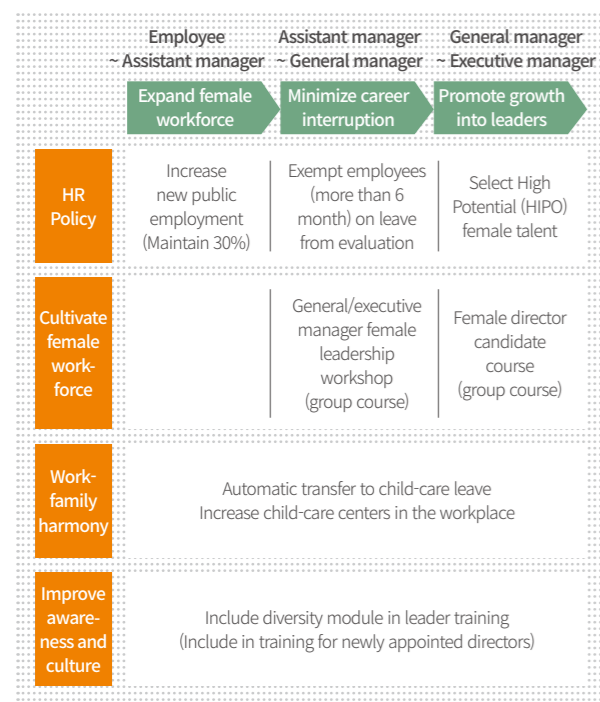 Employee
~ Assistant manager
Assistant manager
~ General manager
General manager
~ Executive manager
Expand female
workforce
Minimize career
interruption
Promote growth
into leaders
HR
Policy
Increase
new public
employment
(Maintain 30%)
Exempt employees
(more than 6
month) on leave
from evaluation
Select High
Potential (HIPO)
female talent
Cultivate
female
work-
force
General/executive
manager female
leadership
workshop
(group course)
Female director
candidate
course
(group course)
Work-
family
harmony
Automatic transfer to child-care leave
Increase child-care centers in the workplace
Improve
aware-
ness and
culture
Include diversity module in leader training
(Include in training for newly appointed directors)